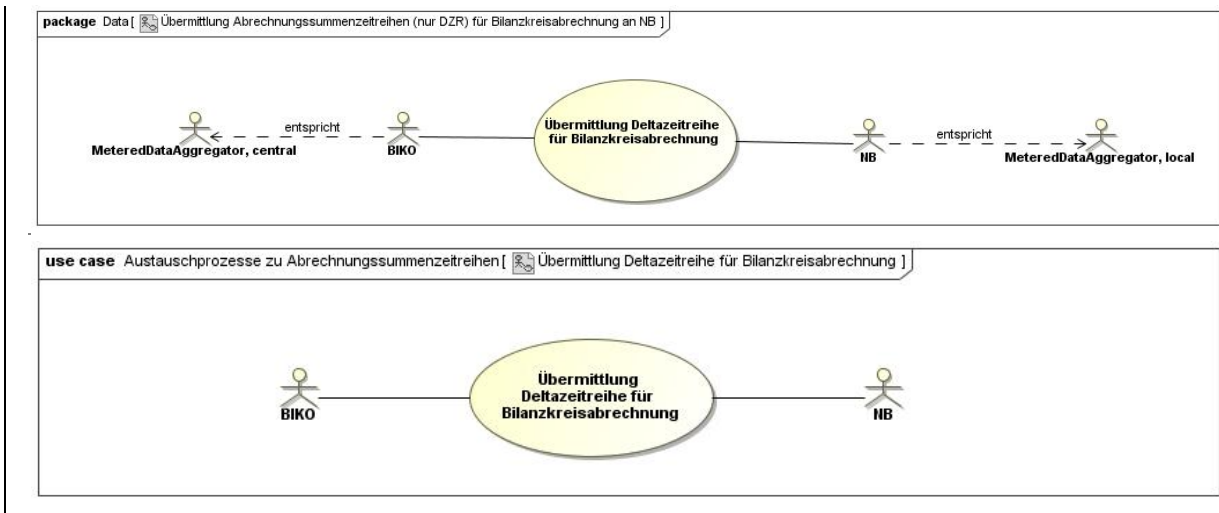 package Data [ Übermittlung Abrechnungssummenzeitreihen (nur DZR) für Bilanzkreisabrechnung an NB ]
Übermittlung Deltazeitreihe
für Bilanzkreisabrechnung
entspricht
entspricht
MeteredDataAggregator, central
BIKO
NB
MeteredDataAggregator, local
use case Austauschprozesse zu Abrechnungssummenzeitreihen [ Übermittlung Deltazeitreihe für Bilanzkreisabrechnung ]
Übermittlung
Deltazeitreihe für
Bilanzkreisabrechnung
BIKO
NB